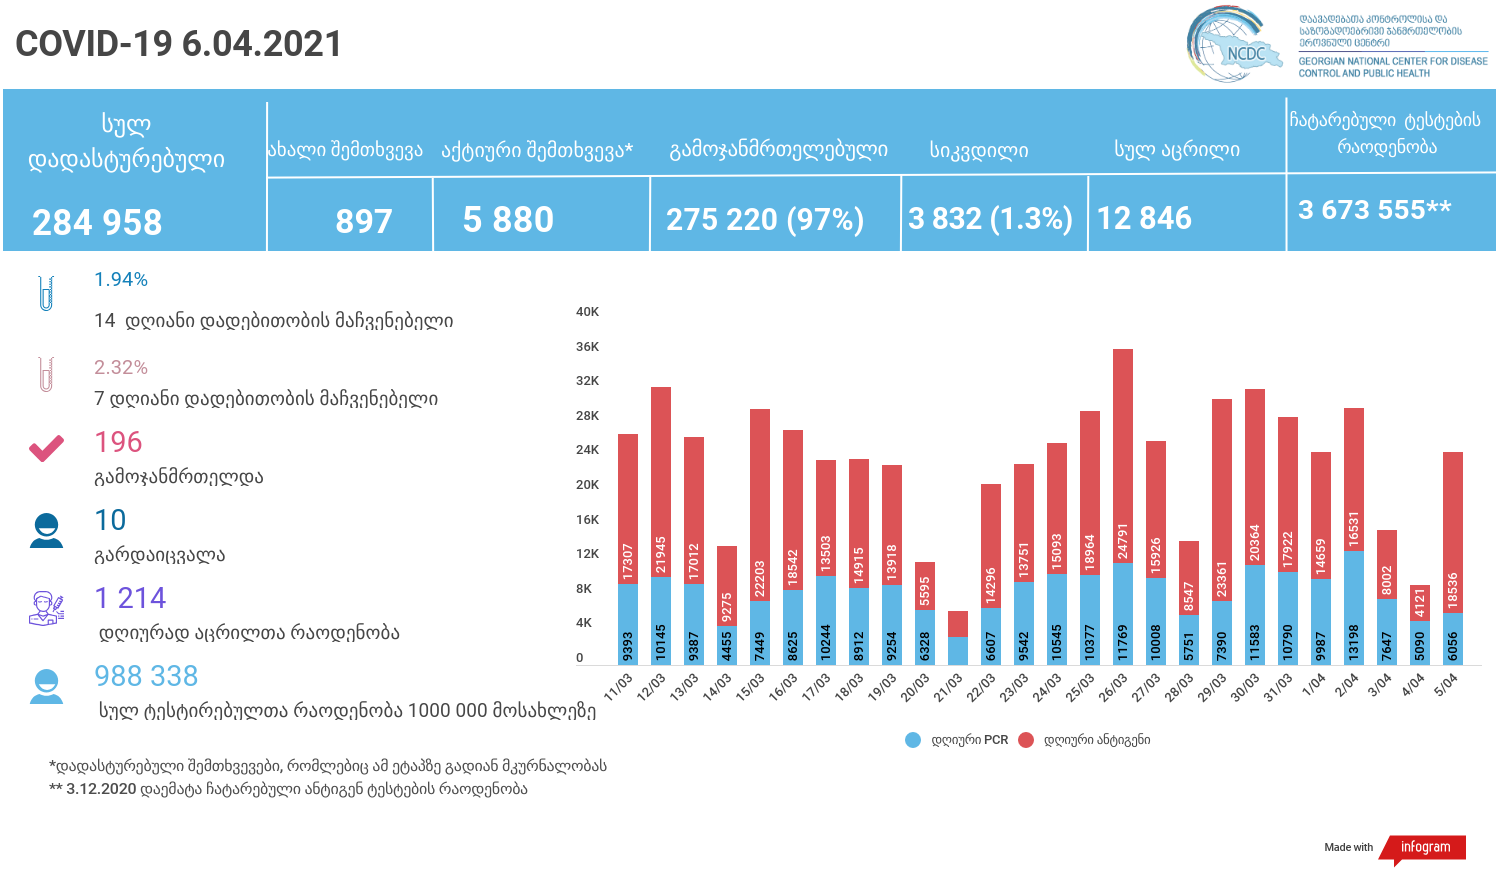 COVID-19 6.04.2021
NCDC
დაავადებათა კონტროლისა და
საზოგადოებრივი ჯანმრთელობის
ეროვნული ცენტრი
GEORGIAN NATIONAL CENTER FOR DISEASE
CONTROL AND PUBLIC HEALTH
სულ
დადასტურებული
284 958
ახალი შემთხვევა
897
აქტიური შემთხვევა*
5 880
გამოჯანმრთელებული
275 220 (97%)
სიკვდილი
3 832 (1.3%)
სულ აცრილი
12 846
ჩატარებული ტესტების
რაოდენობა
3 673 555**
1.94%
14 დღიანი დადებითობის მაჩვენებელი
2.32%
7 დღიანი დადებითობის მაჩვენებელი
196
გამოჯანმრთელდა
10
გარდაიცვალა
1 214
დღიურად აცრილთა რაოდენობა
988 338
სულ ტესტირებულთა რაოდენობა 1000 000 მოსახლეზე
*დადასტურებული შემთხვევები, რომლებიც ამ ეტაპზე გადიან მკურნალობას
** 3.12.2020 დაემატა ჩატარებული ანტიგენ ტესტების რაოდენობა
40K
36K
32K
28K
24K
20K
16K
12K
8K
4K
0
17307 21945 17012 9275 22203 18542 13503 14915 13918 5595 14296 13751 15093 18964 24791 15926 8547 23361 20364 17922 14659 16531 8002 4121 18536
9393 10145 9387 4455 7449 8625 10244 8912 9254 6328 6607 9542 10545 10377 11769 10008 5751 7390 11583 10790 9987 13198 7647 5090 6056
11/03 12/03 13/03 14/03 15/03 16/03 17/03 18/03 19/03 20/03 21/03 22/03 23/03 24/03 25/03 26/03 27/03 28/03 29/03 30/03 31/03 1/04 2/04 3/04 4/04 5/04
დღიური PCR დღიური ანტიგენი
Made with infogram